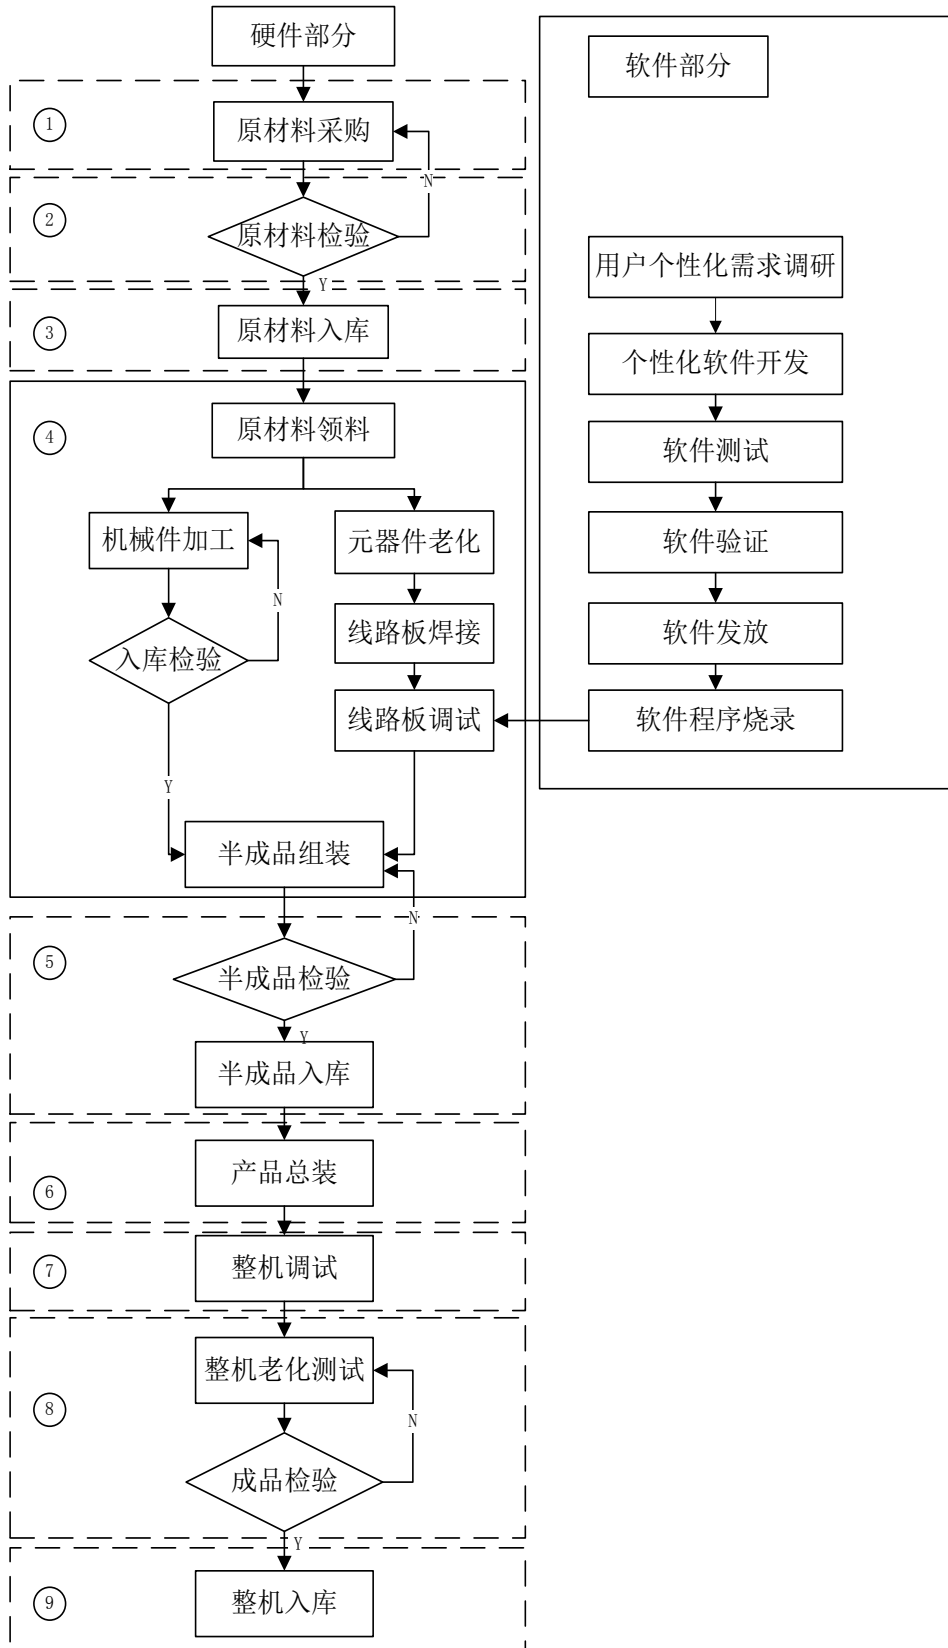 硬件部分
①
原材料采购
N
②
原材料检验
Y
③
原材料入库
④
原材料领料
机械件加工
元器件老化
N
线路板焊接
入库检验
线路板调试
Y
半成品组装
N
⑤
半成品检验
Y
半成品入库
⑥
产品总装
⑦
整机调试
⑧
整机老化测试
N
成品检验
Y
⑨
整机入库
软件部分
用户个性化需求调研
个性化软件开发
软件测试
软件验证
软件发放
软件程序烧录